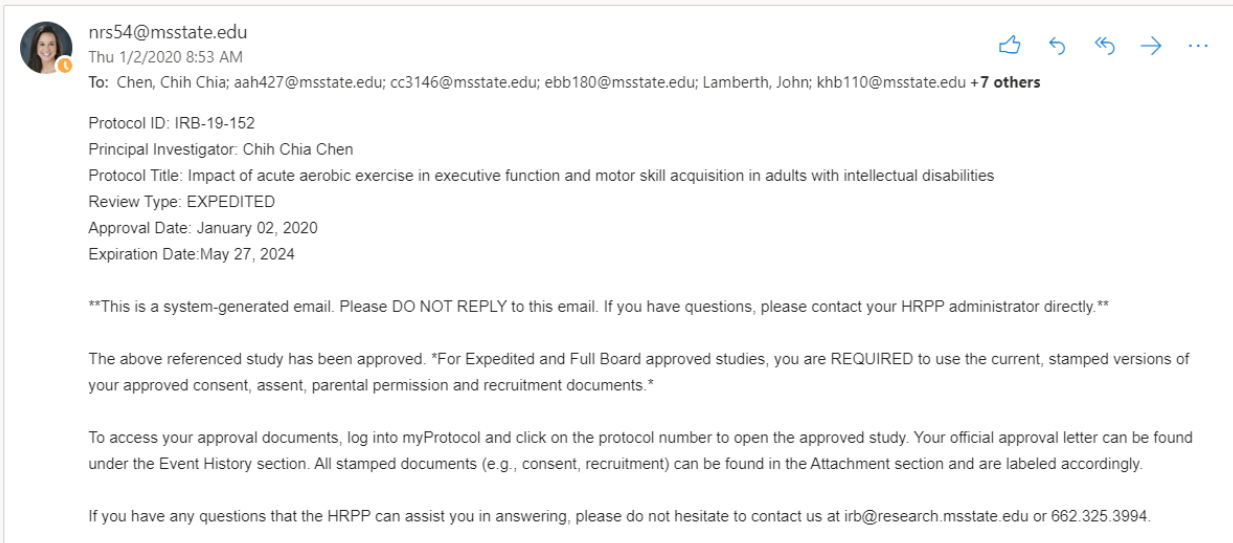 nrs54@msstate.edu
Thu 1/2/2020 8:53 AM
To: Chen, Chih Chia; aah427@msstate.edu; cc3146@msstate.edu; ebb180@msstate.edu; Lamberth, John; khb110@msstate.edu +7 others
Protocol ID: IRB-19-152
Principal Investigator: Chih Chia Chen
Protocol Title: Impact of acute aerobic exercise in executive function and motor skill acquisition in adults with intellectual disabilities
Review Type: EXPEDITED
Approval Date: January 02, 2020
Expiration Date:May 27, 2024
**This is a system-generated email. Please DO NOT REPLY to this email. If you have questions, please contact your HRPP administrator directly.**
The above referenced study has been approved. *For Expedited and Full Board approved studies, you are REQUIRED to use the current, stamped versions of
your approved consent, assent, parental permission and recruitment documents.*
To access your approval documents, log into myProtocol and click on the protocol number to open the approved study. Your official approval letter can be found
under the Event History section. All stamped documents (e.g., consent, recruitment) can be found in the Attachment section and are labeled accordingly.
If you have any questions that the HRPP can assist you in answering, please do not hesitate to contact us at irb@research.msstate.edu or 662.325.3994.